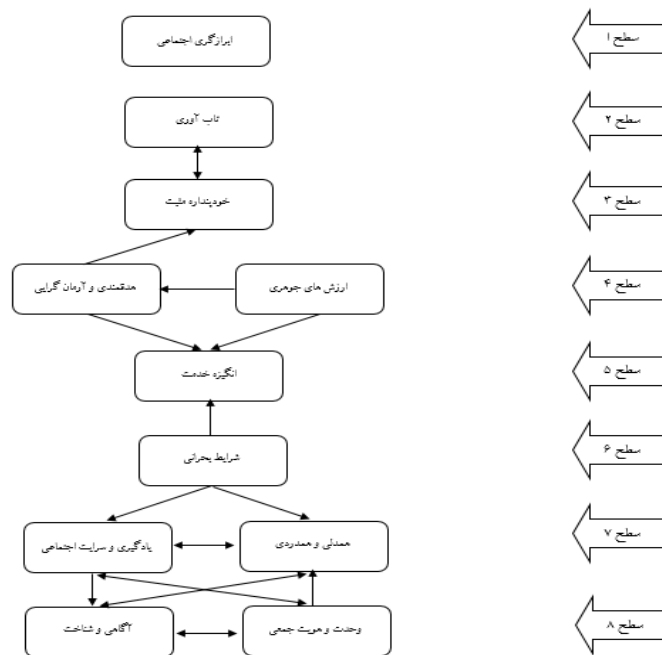 ابرازگری اجتماعی
سطح ۱
تاب آوری
سطح ۲
خودپنداره مثبت
سطح ۳
ارزش های جوهری
هدفمندی و آرمان گرایی
سطح ۴
انگیزه خدمت
سطح ۵
شرایط بحرانی
سطح ۶
همدلی و همدردی
یادگیری و سرایت اجتماعی
سطح ۷
وحدت و هویت جمعی
آگاهی و شناخت
سطح ۸